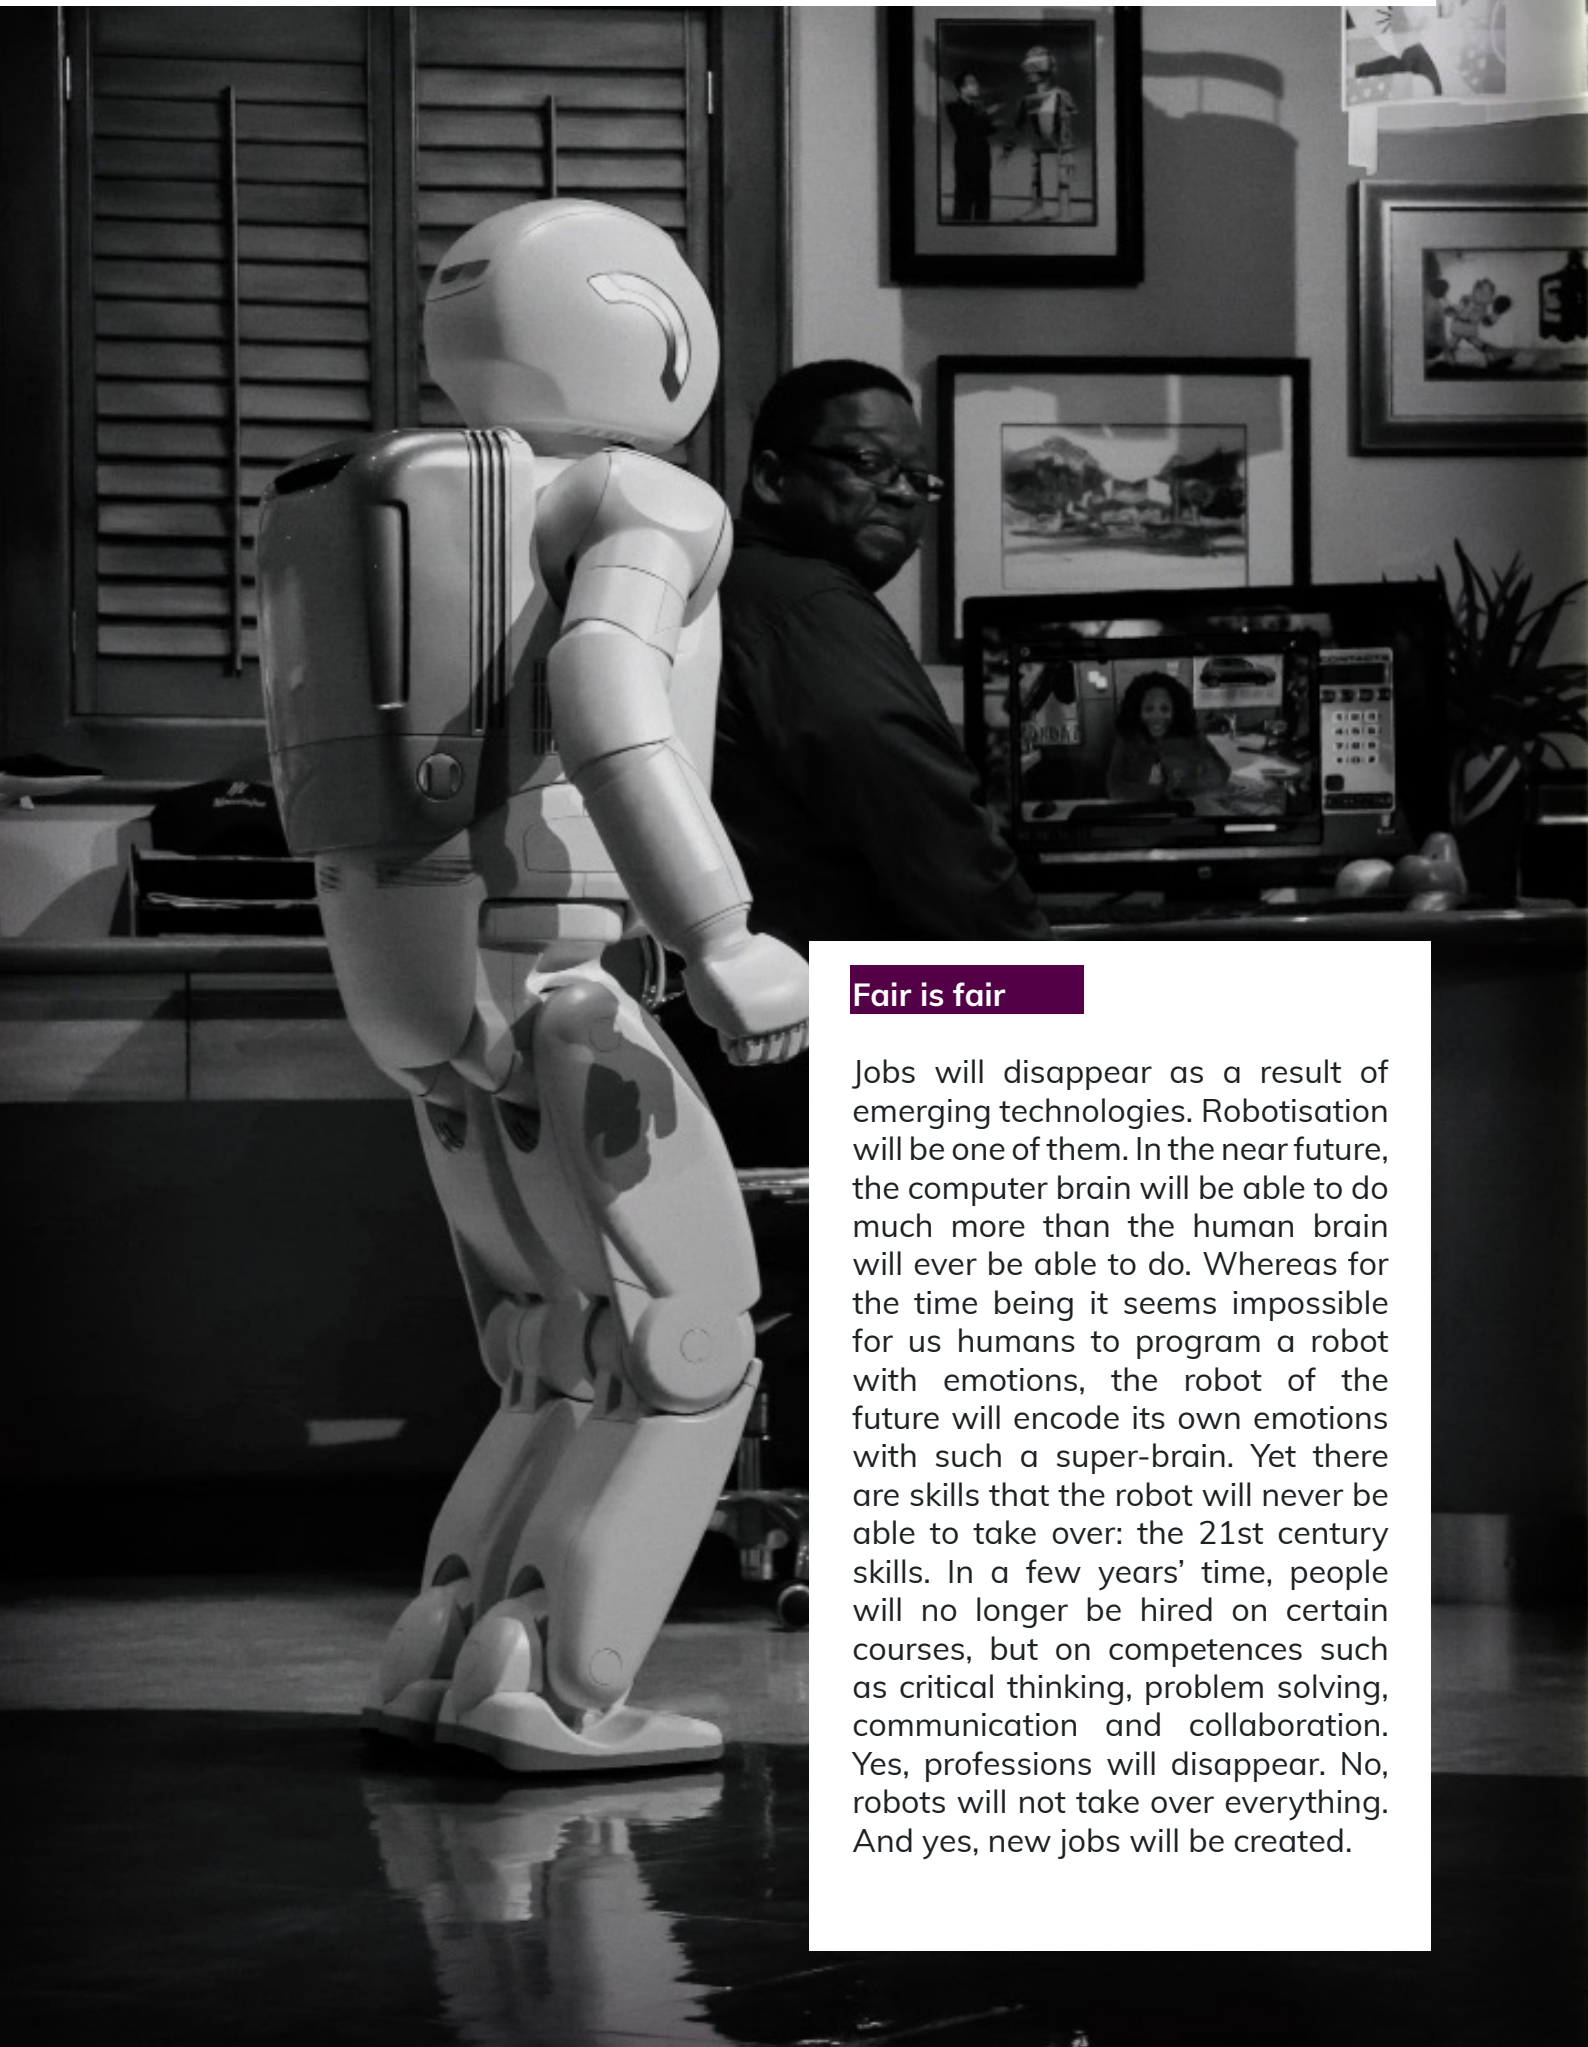 Fair is fair
Jobs will disappear as a result of
emerging technologies. Robotisation
will be one of them. In the near future,
the computer brain will be able to do
much more than the human brain
will ever be able to do. Whereas for
the time being it seems impossible
for us humans to program a robot
with emotions, the robot of the
future will encode its own emotions
with such a super-brain. Yet there
are skills that the robot will never be
able to take over: the 21st century
skills. In a few years’ time, people
will no longer be hired on certain
courses, but on competences such
as critical thinking, problem solving,
communication and collaboration.
Yes, professions will disappear. No,
robots will not take over everything.
And yes, new jobs will be created.